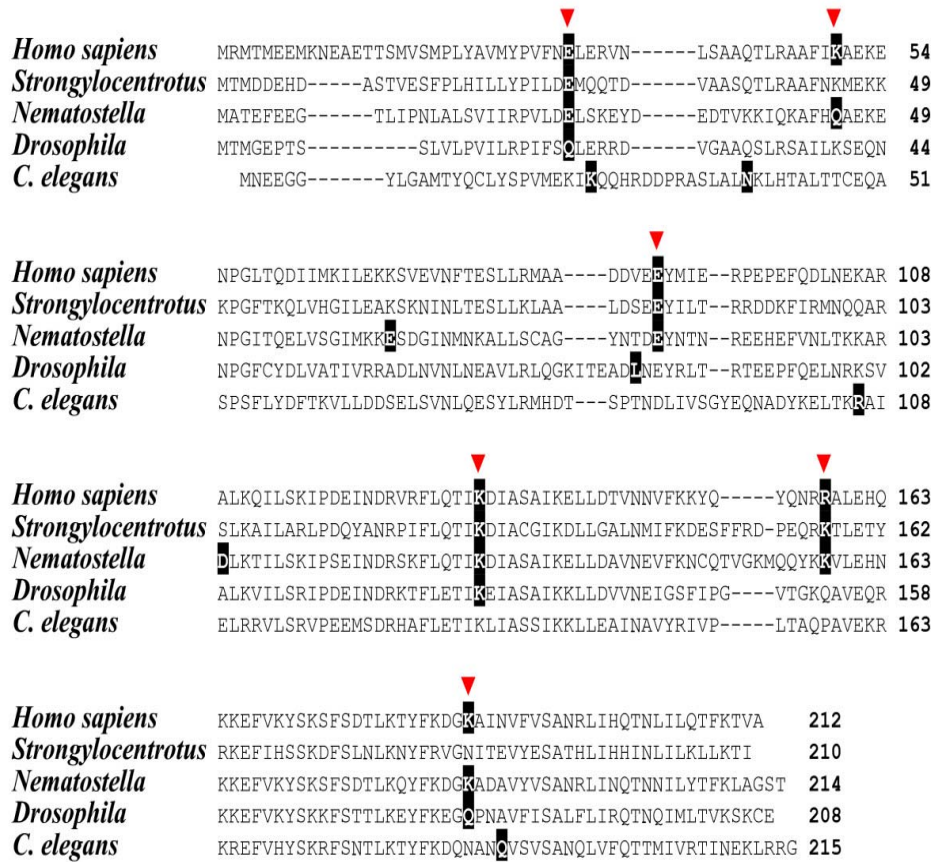 Homo sapiens MRMTMEEMKNEAETTSMVSMPLYAVMYPVFNELERVN------LSAAQTLRAAFIKAEKE 54
Strongylocentrotus MTMDDEHD------ASTVESFPLHILLYPILDEMQQTD------VAASQTLRAAFNKMEKK 49
Nematostella MATEFEEG------TLIPNLALSVIIRPVLDELSKEYD------EDTVKKIQKAFHQAEKE 49
Drosophila MTMGEPTS-------SLVLPVILRPIFSQLERRD------VGAAQSLRSAILKSEQN 44
C. elegans MNEEGG-------YLGAMTYQCLYSPVMEKIKQQHRDDPRASLALNKLHTALTTCEQA 51
Homo sapiens NPGLTQDIIMKILEKKSVEVNFTESLLRMAA----DDVEEYMIE--RPEPEFQDLNEKAR 108
Strongylocentrotus KPGFTKQLVHGILEAKSKNINLTESLLKLAA----LDSEEYILT--RRDDKFIRMNQQAR 103
Nematostella NPGITQELVSGIMKKESDGINMNKALLSCAG----YNTDEYNTN--REEHEFVNLTKKAR 103
Drosophila NPGFCYDLVATIVRRADLNVNLNEAVLRLQGKITEADLNEYRLT--RTEEPFQELNRKSV 102
C. elegans SPSFLYDFTKVLLDDSELSVNLQESYLRMHDT---SPTNDLIVSGYEQNADYKELTKRAI 108
Homo sapiens ALKQILSKIPDEINDRVRFLQTIKDIASAIKELLDTVNNVFKKYQ-----YQNRRALEHQ 163
Strongylocentrotus SLKAILARLPDQYANRPIFLQTIKDIACGIKDLLGALNMIFKDESFFRD-PEQRKTLETY 162
Nematostella DLKTILSKIPSEINDRSKFLQTIKDIASAIKELLDAVNEVFKNCQTVGKMQQYKKVLEHN 163
Drosophila ALKVILSRIPDEINDRKTFLETIKEIASAIKKLLDVVNEIGSFIPG-----VTGKQAVEQR 158
C. elegans ELRRVLSRVPEEMSDRHAFLETIKLIASSIKKLLEAINAVYRIVP-----LTAQPAVEKR 163
Homo sapiens KKEFVKYSKSFSDTLKTYFKDGKAINVFVSANRLIHQTNLILQTFKTVA 212
Strongylocentrotus RKEFIHSSKDFSLNLKNYFRVGNITEVYESATHLIHHINLILKLLKTI 210
Nematostella KKEFVKYSKSFSDTLKQYFKDGKADAVYVSANRLINQTNNILYTFKLAGST 214
Drosophila KKEFVKYSKKFSTTLKEYFKEGQPNAVFISALFLIRQTNQIMLTVKSKCE 208
C. elegans KREFVHYSKRFSNTLKTYFKDQNANQVSVSANQLVFQTTMIVRTINEKLRRG 215